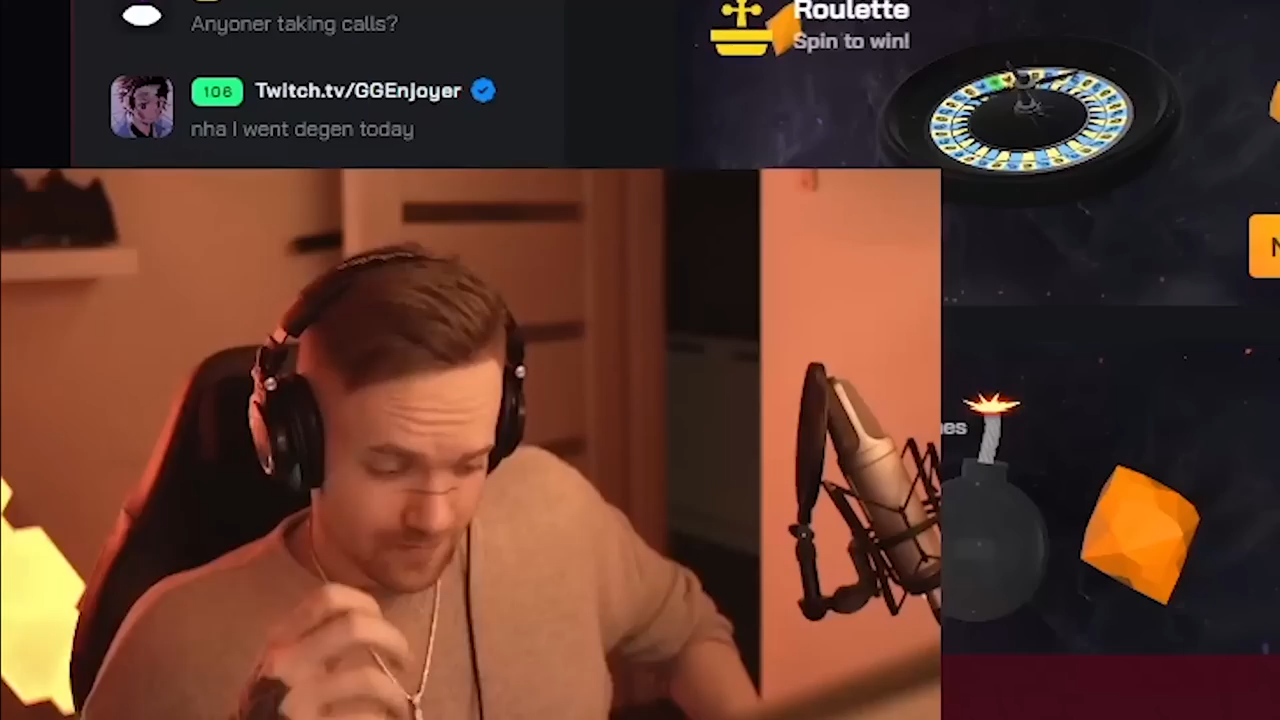 Anyoner taking calls?
106 Twitch.tv/GGEnjoyer
nha I went degen today
Roulette
Spin to win!